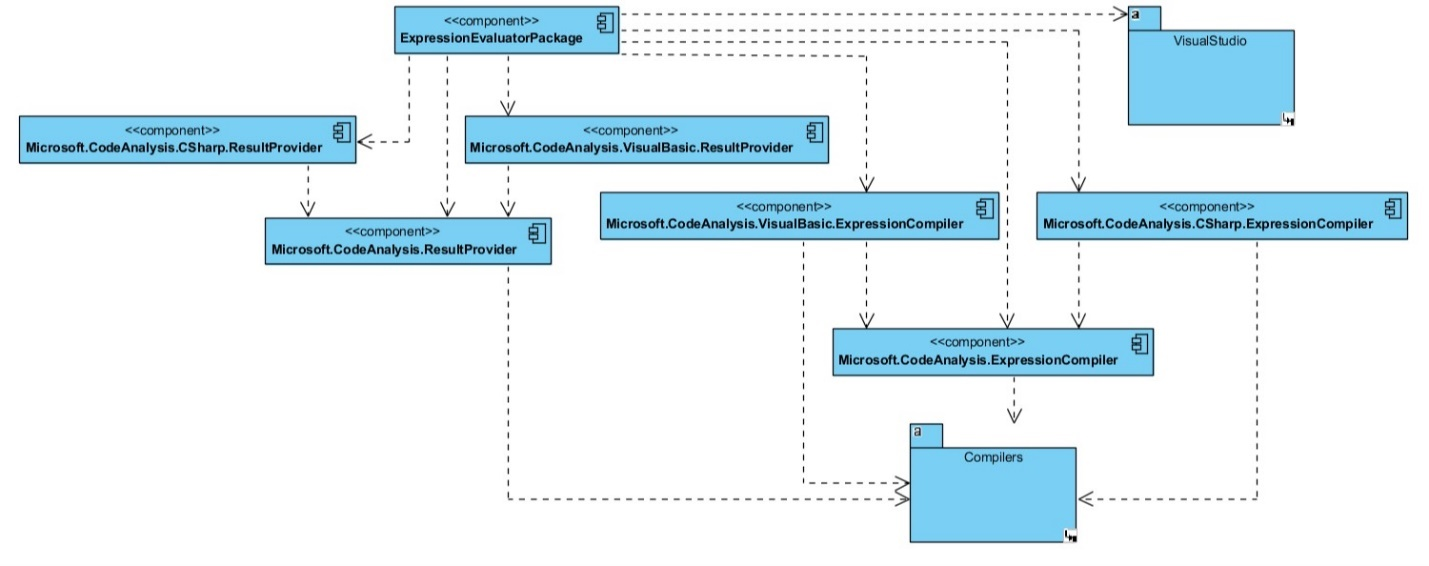 <<component>>
ExpressionEvaluatorPackage
a
VisualStudio
<<component>>
Microsoft.CodeAnalysis.CSharp.ResultProvider
<<component>>
Microsoft.CodeAnalysis.VisualBasic.ResultProvider
<<component>>
Microsoft.CodeAnalysis.VisualBasic.ExpressionCompiler
<<component>>
Microsoft.CodeAnalysis.CSharp.ExpressionCompiler
<<component>>
Microsoft.CodeAnalysis.ResultProvider
<<component>>
Microsoft.CodeAnalysis.ExpressionCompiler
a
Compilers